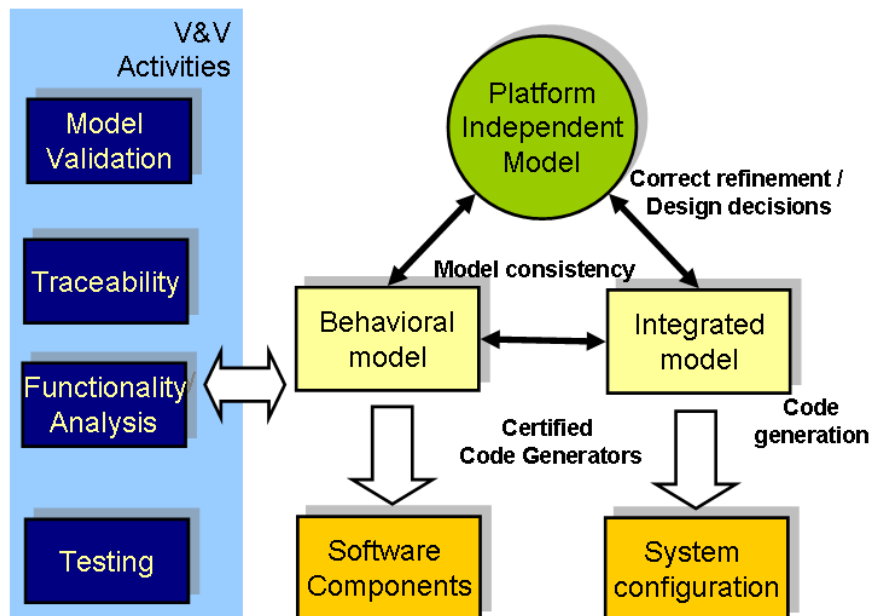 V&V
Activities
Model
Validation
Traceability
Functionality/
Analysis
Testing
Platform
Independent
Model
Correct refinement /
Design decisions
Model consistency
Behavioral
model
Integrated
model
Certified
Code Generators
Code
generation
Software
Components
System
configuration